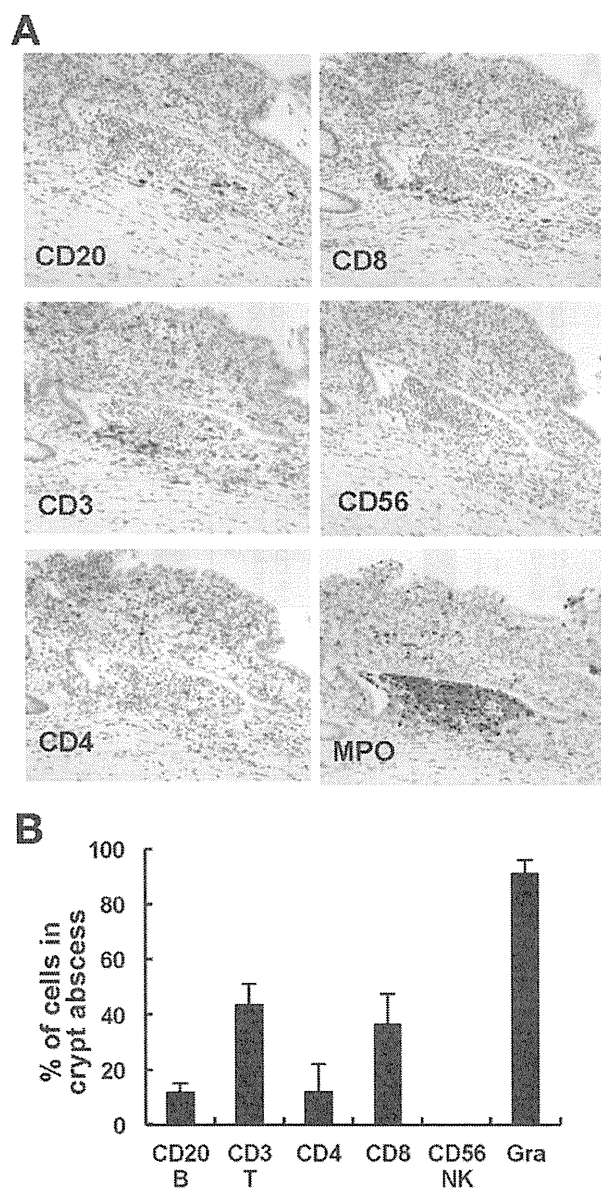 A
CD20
CD8
CD3
CD56
CD4
MPO
B
% of cells in
crypt abscess
100
80
60
40
20
0
CD20 CD3 CD4 CD8 CD56 Gra
B T NK